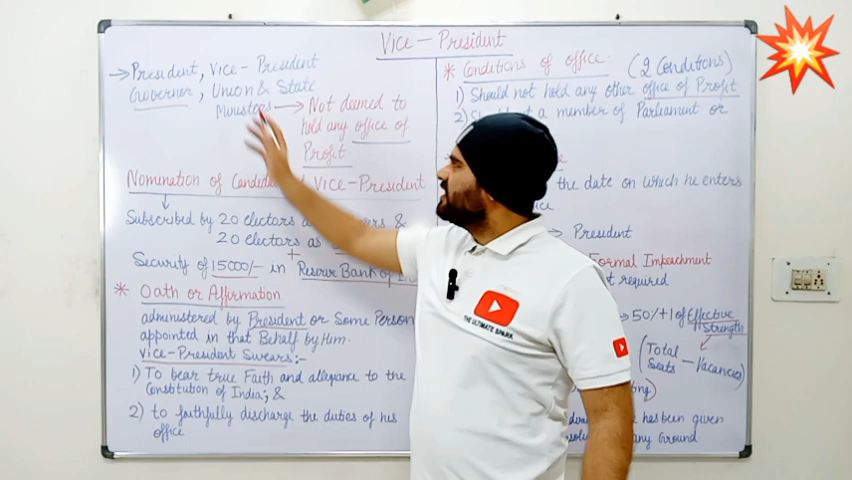 Vice - President
→ President, Vice - President
Governor, Union & State
Ministers → Not deemed to
hold any office of
Profit
Nomination of Vice-President
Subscribed by 20 electors &
20 electors as
+
Security of 15000/- in Reserve Bank of
* Oath or Affirmation
administered by President or Some Person
appointed in that Behalf by Him.
Vice-President Swears:-
1) To bear true Faith and allegiance to the
Constitution of India; &
2) to faithfully discharge the duties of his
office
* Conditions of office (2 Conditions)
1) Should not hold any other office of Profit
2) a member of Parliament or
the date on which he enters
→ President
Formal Impeachment
required
→ 50%+1 of Effective
Strength
(Total Seats - Vacancies)
has been given
any Ground
THE ULTIMATE SPARK